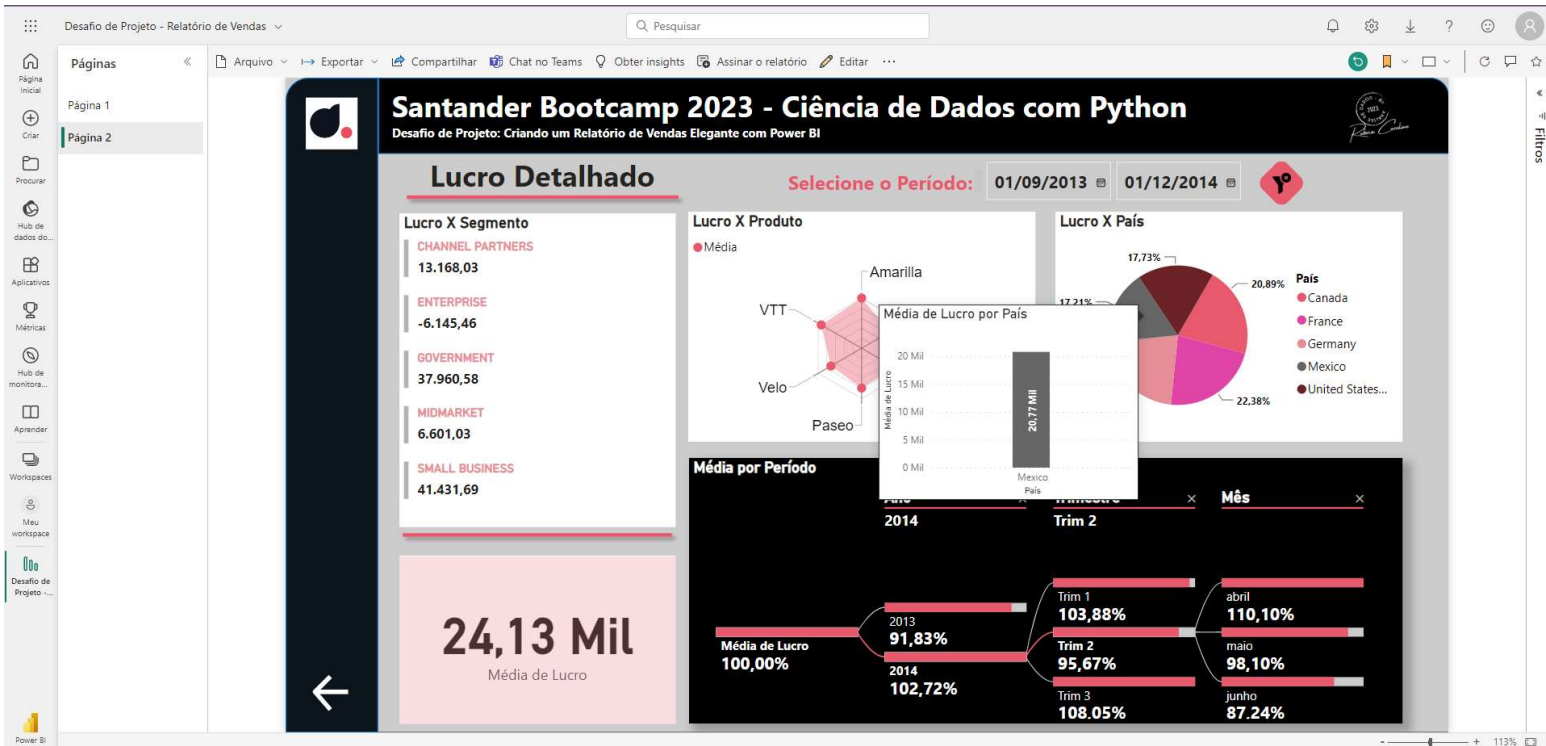 Desafio de Projeto - Relatório de Vendas
Pesquisar
Página
Inicial
Criar
Procurar
Hub de
dados do...
Aplicativos
Métricas
Hub de
monitora...
Aprender
Workspaces
Meu
workspace
Desafio de
Projeto -...
Power BI
Páginas
Página 1
Página 2
Arquivo
Exportar
Compartilhar
Chat no Teams
Obter insights
Assinar o relatório
Editar
...
Filtros
Santander Bootcamp 2023 - Ciência de Dados com Python
Desafio de Projeto: Criando um Relatório de Vendas Elegante com Power BI
Lucro Detalhado
Selecione o Período:
01/09/2013
01/12/2014
Lucro X Segmento
CHANNEL PARTNERS
13.168,03
ENTERPRISE
-6.145,46
GOVERNMENT
37.960,58
MIDMARKET
6.601,03
SMALL BUSINESS
41.431,69
24,13 Mil
Média de Lucro
Lucro X Produto
Média
Amarilla
VTT
Velo
Paseo
Média de Lucro por País
Média de Lucro
20 Mil
15 Mil
10 Mil
5 Mil
0 Mil
20,77 Mil
Mexico
País
Lucro X País
17,73%
20,89%
17,21%
22,38%
País
Canada
France
Germany
Mexico
United States...
Média por Período
Ano
Trimestre
Mês
2014
Trim 2
Média de Lucro
100,00%
2013
91,83%
2014
102,72%
Trim 1
103,88%
Trim 2
95,67%
Trim 3
108,05%
abril
110,10%
maio
98,10%
junho
87,24%
113%